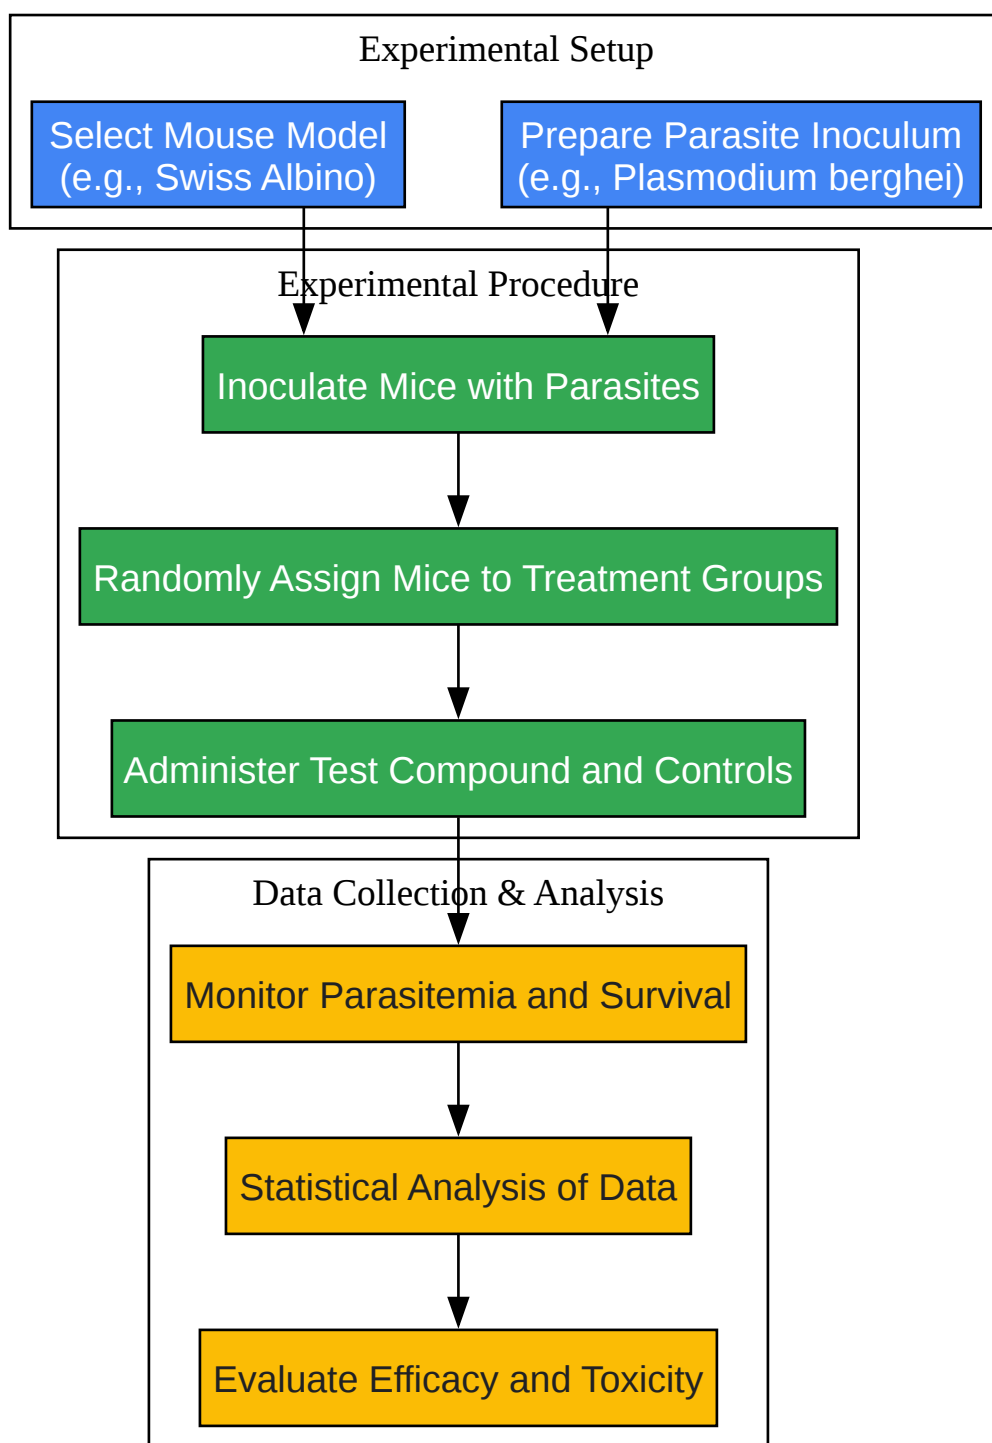 Experimental Setup
Select Mouse Model
(e.g., Swiss Albino)
Prepare Parasite Inoculum
(e.g., Plasmodium berghei)
Experimental Procedure
Inoculate Mice with Parasites
Randomly Assign Mice to Treatment Groups
Administer Test Compound and Controls
Data Collection & Analysis
Monitor Parasitemia and Survival
Statistical Analysis of Data
Evaluate Efficacy and Toxicity